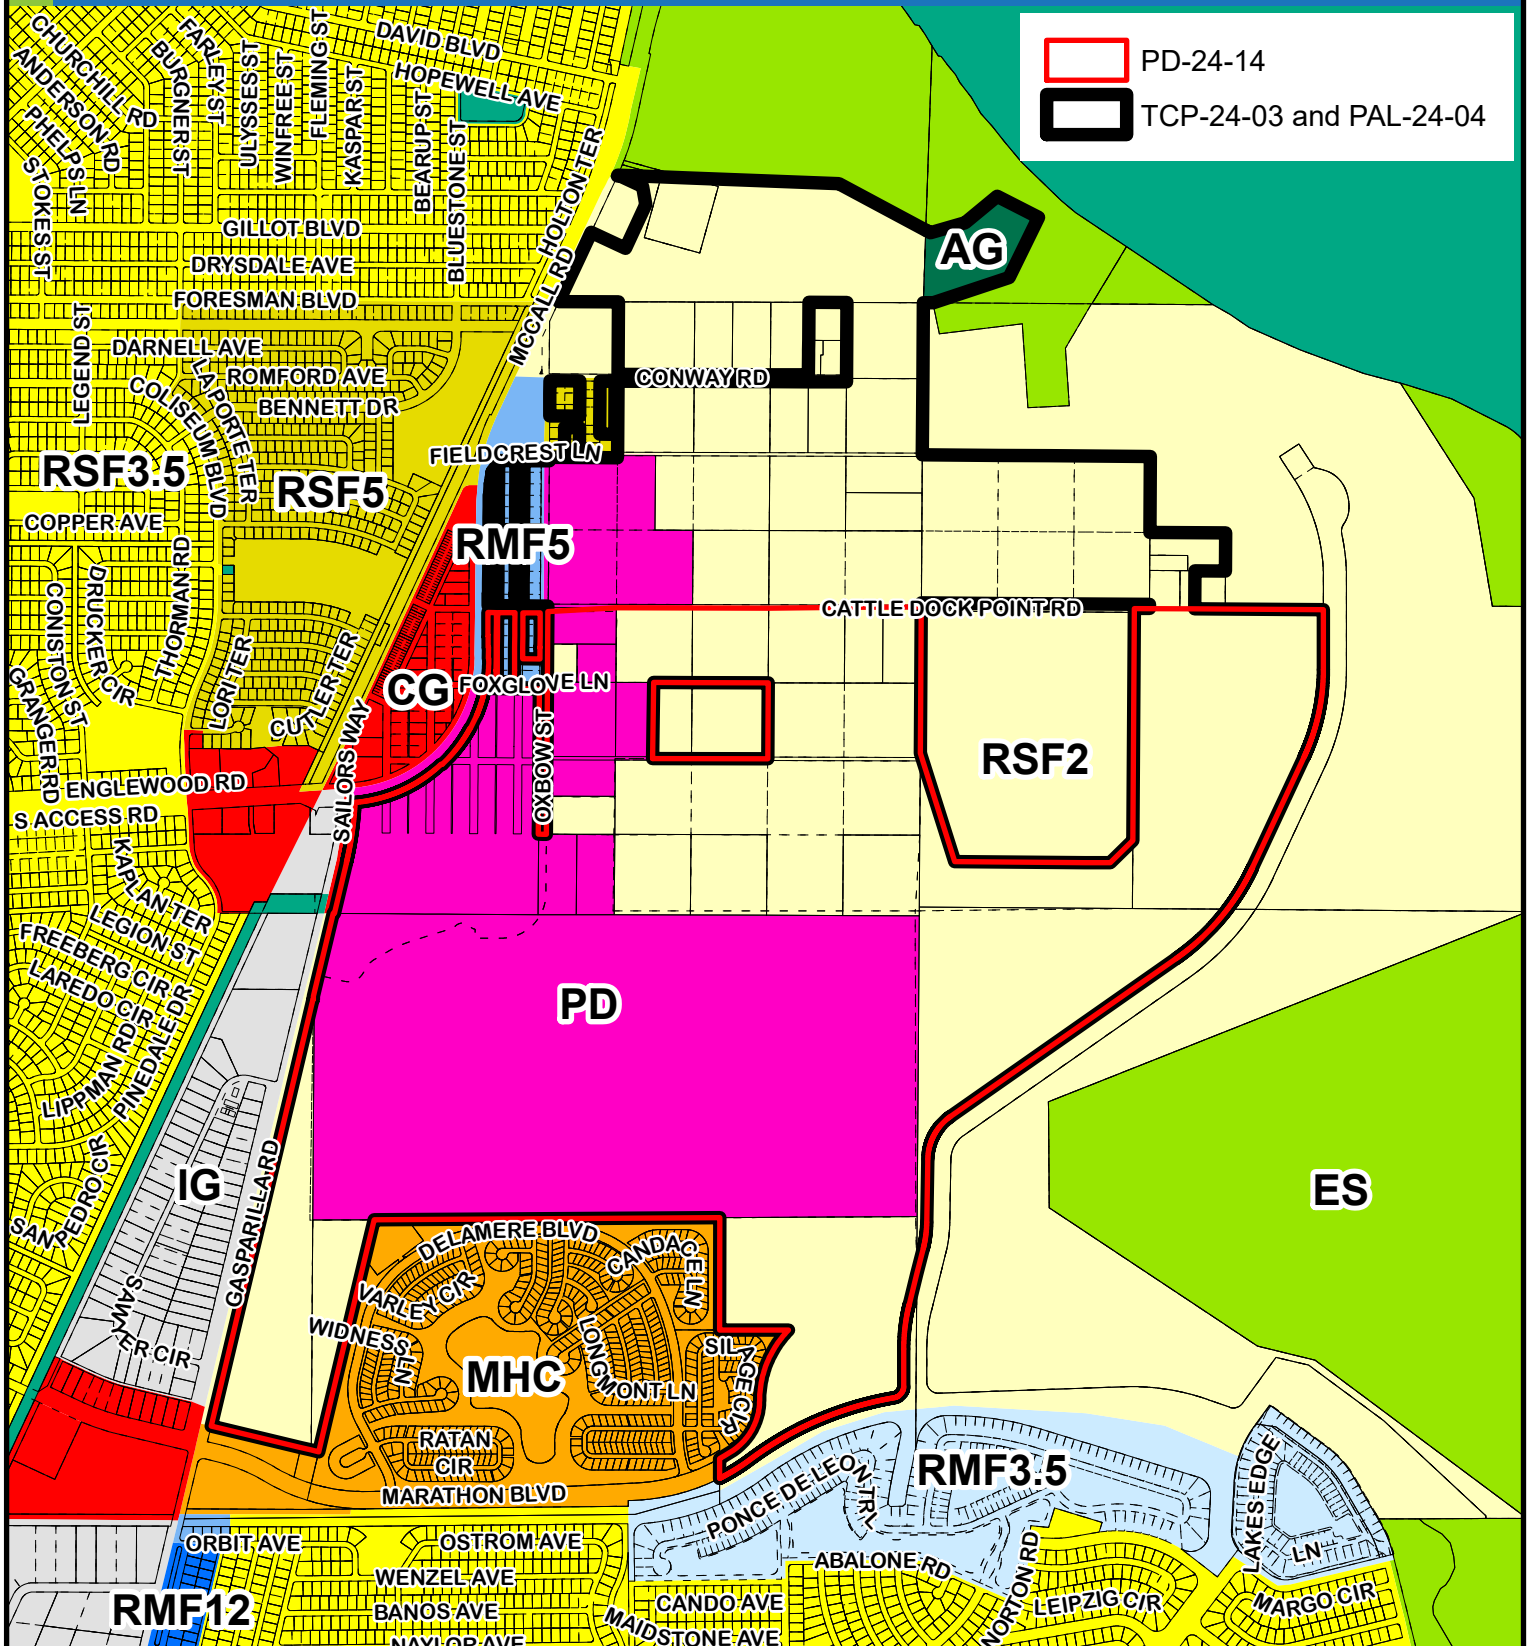 PD-24-14
TCP-24-03 and PAL-24-04
CHURCHILL RD
ANDERSON RD
PHELPS LN
STOKES ST
BURGNER ST
FARLEY ST
ULYSSES ST
WINFREE ST
FLEMING ST
KASPAR ST
DAVID BLVD
HOPEWELL AVE
BEARUP ST
BLUESTONE ST
HOLTON TER
MCCALL RD
GILLOT BLVD
DRYSDALE AVE
FORESMAN BLVD
AG
LEGEND ST
DARNELL AVE
LA PORTE TER
ROMFORD AVE
COLISEUM BLVD
BENNETT DR
CONWAY RD
FIELDCREST LN
RSF3.5
RSF5
COPPER AVE
RMF5
THORMAN RD
DRUCKER CIR
CONISTON ST
CATTLE DOCK POINT RD
GRANGER RD
LORI TER
CUTLER TER
CG
FOXGLOVE LN
OXBOW ST
SAILORS WAY
RSF2
ENGLEWOOD RD
S ACCESS RD
KAPLAN TER
LEGION ST
FREEBERG CIR
LAREDO CIR
LIPPMAN RD
PINEDALE DR
PD
IG
GASPARILLA RD
ES
SAN PEDRO CIR
SAWYER CIR
DELAMERE BLVD
CANDACE LN
VARLEY CIR
WIDNESS LN
LONGMONT LN
SILAGE CIR
MHC
RATAN
CIR
MARATHON BLVD
RMF3.5
PONCE DE LEON TRL
LAKES EDGE
LN
ORBIT AVE
OSTROM AVE
WENZEL AVE
ABALONE RD
NORTON RD
RMF12
BANOS AVE
CANDO AVE
LEIPZIG CIR
MARGO CIR
NAYLOR AVE
MAIDSTONE AVE